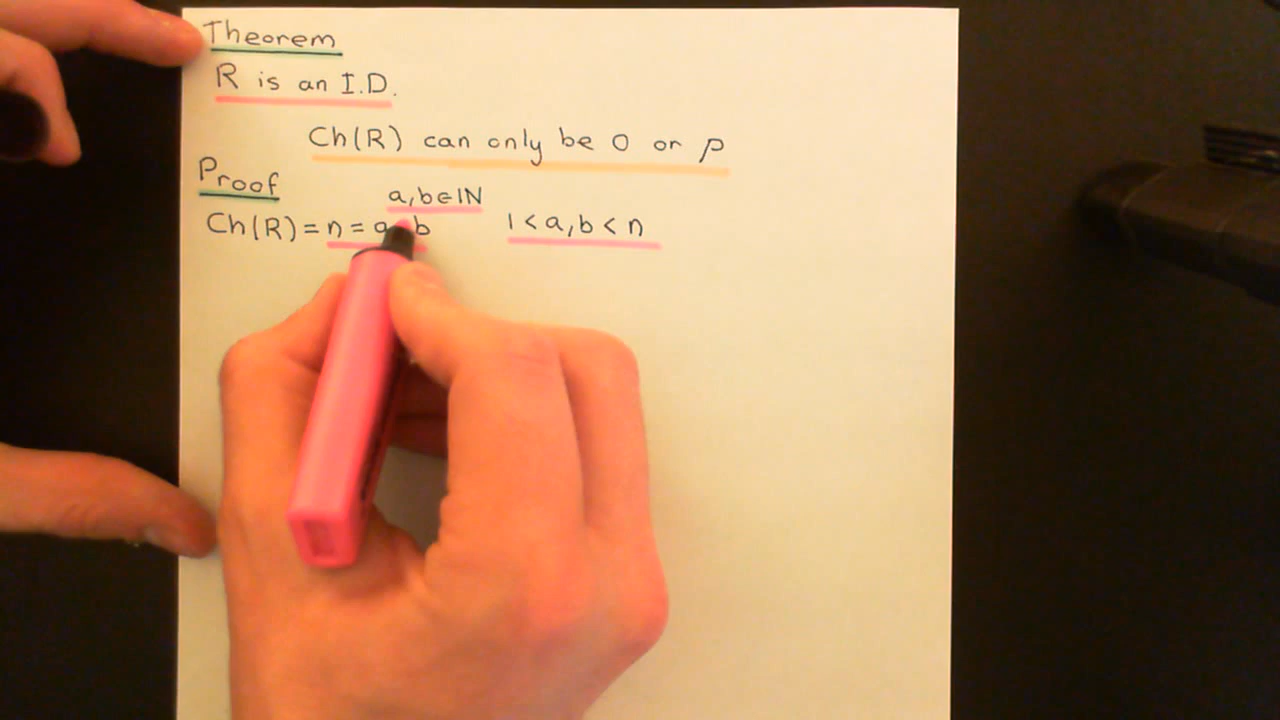 Theorem
R is an I.D.
Ch(R) can only be 0 or p
Proof
a,b∈ℕ
Ch(R) = n = a b 1 < a,b < n